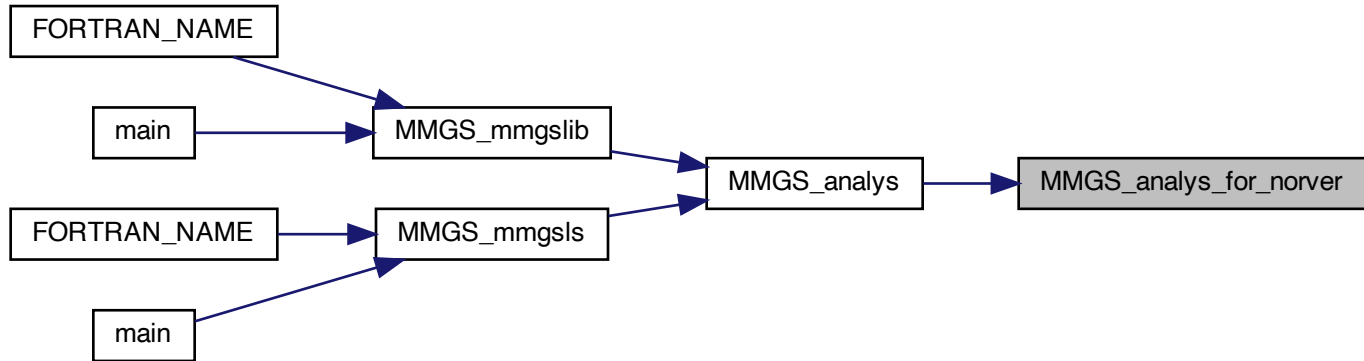 FORTRAN_NAME
main
MMGS_mmgslib
MMGS_analys
MMGS_analys_for_norver
FORTRAN_NAME
MMGS_mmgsls
main